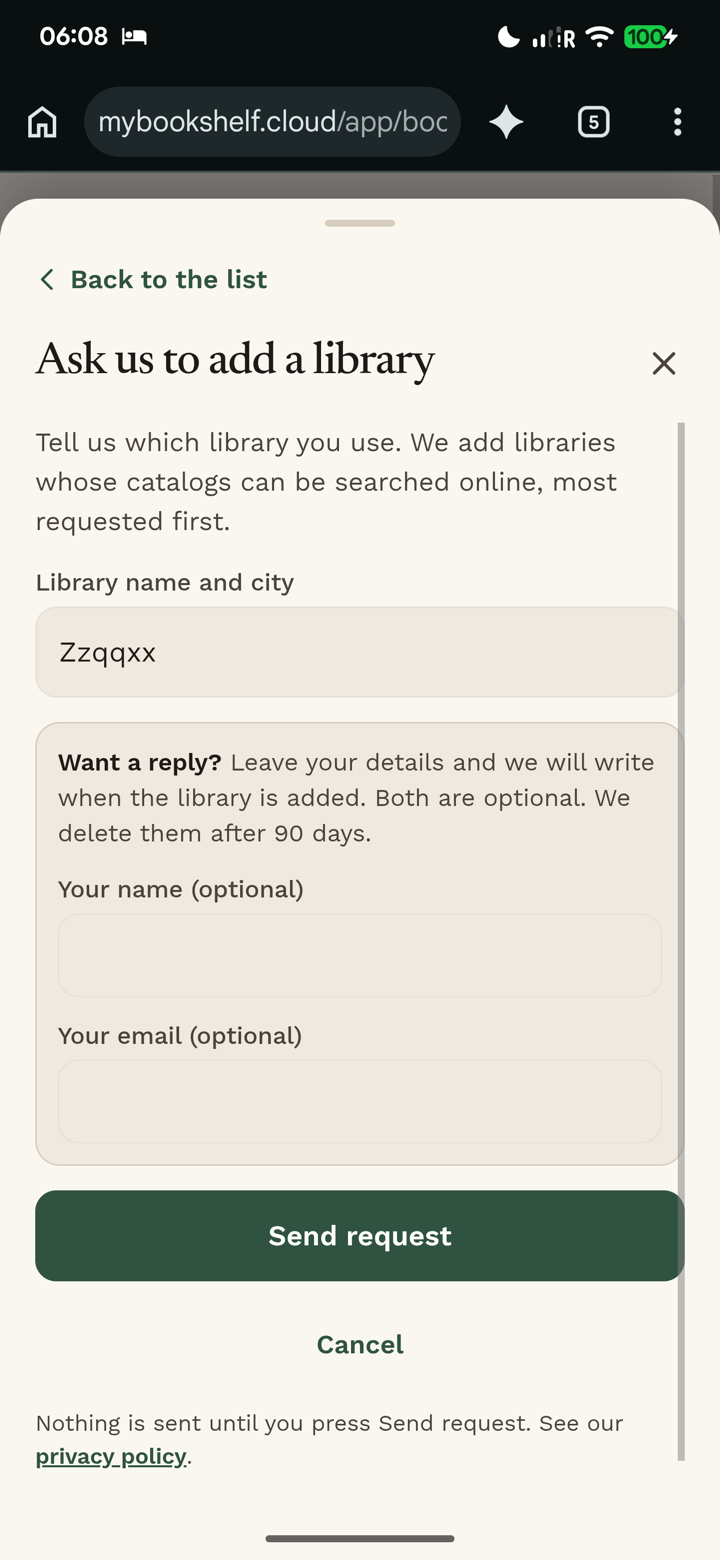 06:08
R
100
mybookshelf.cloud/app/boo
5
Back to the list
Ask us to add a library
Tell us which library you use. We add libraries
whose catalogs can be searched online, most
requested first.
Library name and city
Zzqqxx
Want a reply? Leave your details and we will write
when the library is added. Both are optional. We
delete them after 90 days.
Your name (optional)
Your email (optional)
Send request
Cancel
Nothing is sent until you press Send request. See our
privacy policy.